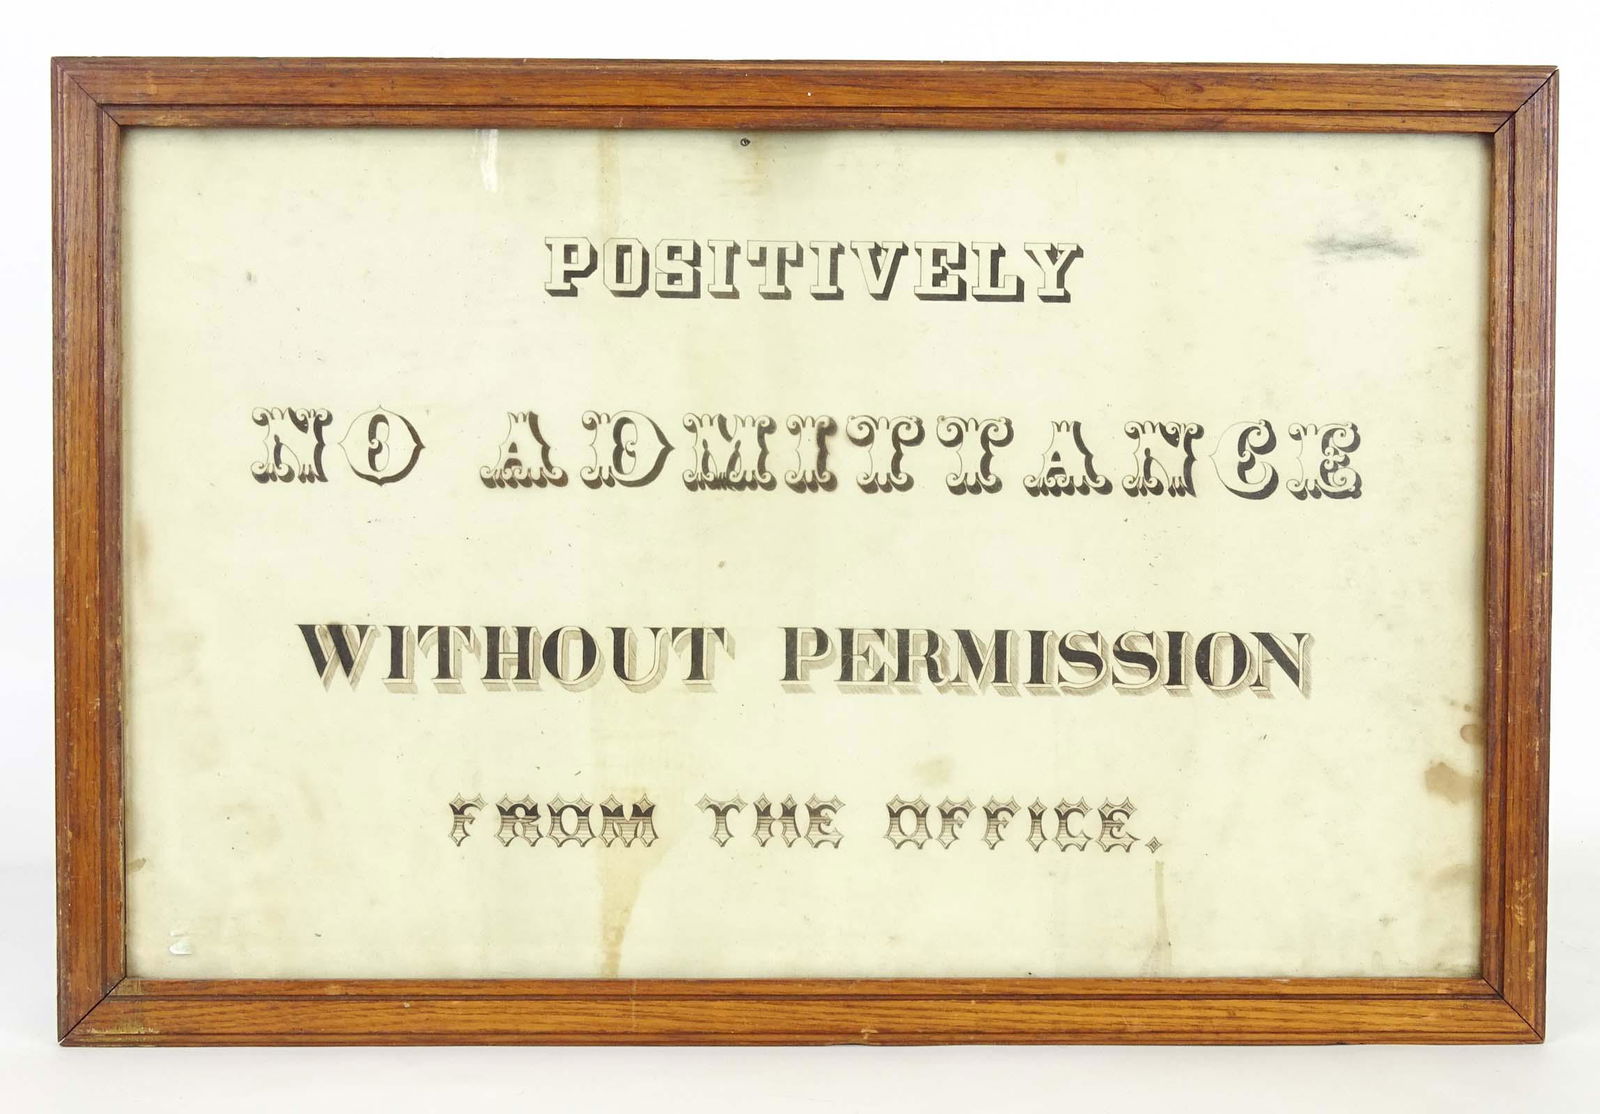 POSITIVELY
NO ADMITTANCE
WITHOUT PERMISSION
FROM THE OFFICE.